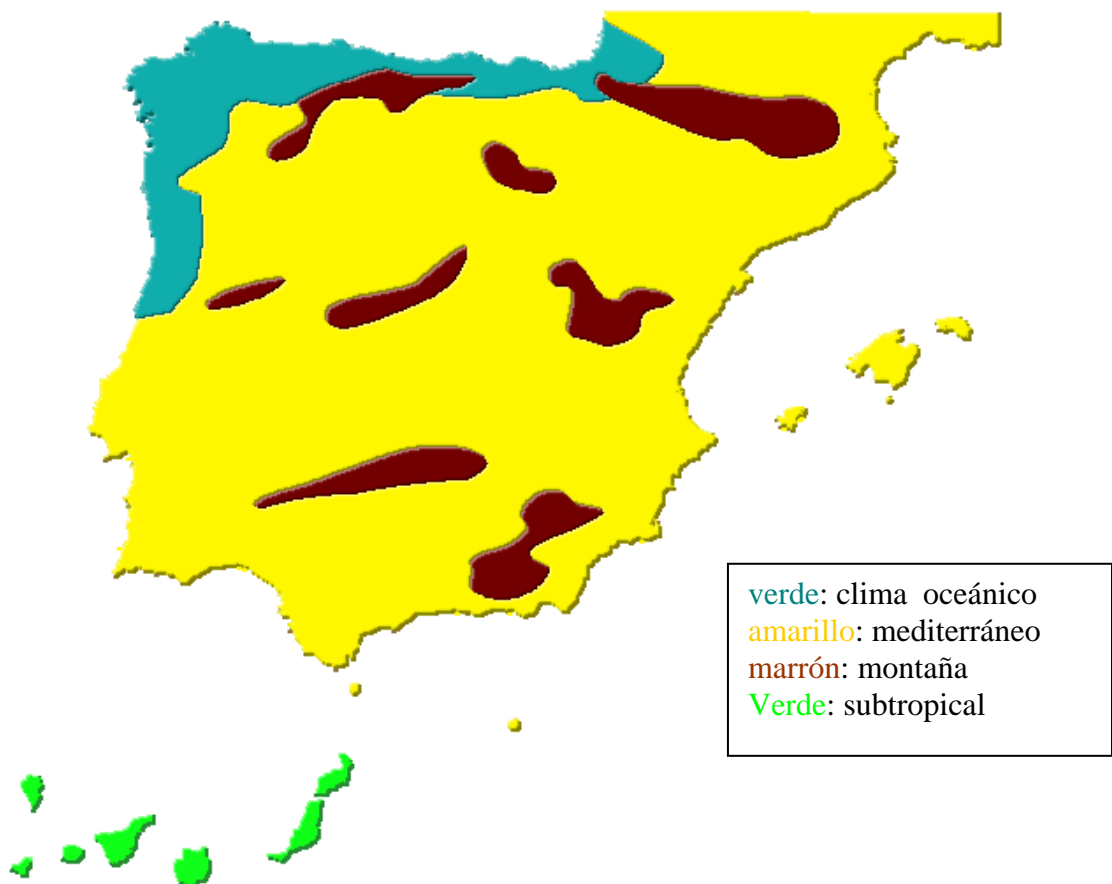 verde: clima  oceánico
amarillo: mediterráneo
marrón: montaña
Verde: subtropical